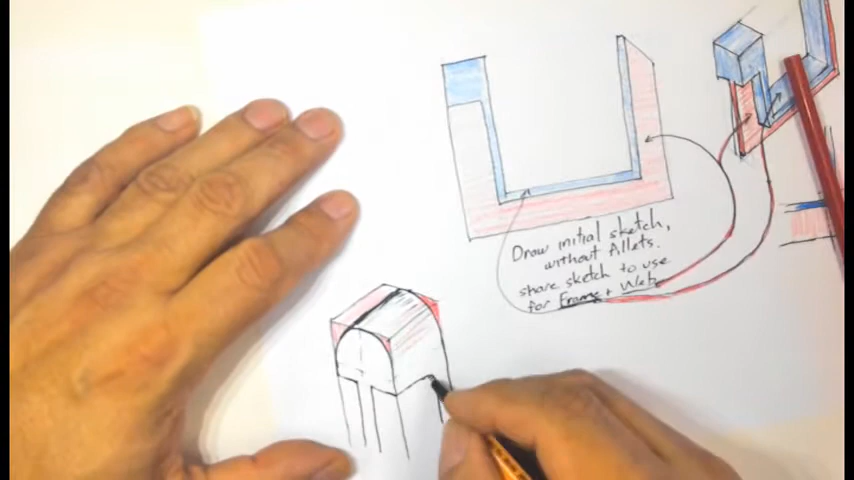 Draw initial sketch,
without fillets.
share sketch to use
for Frame + Web